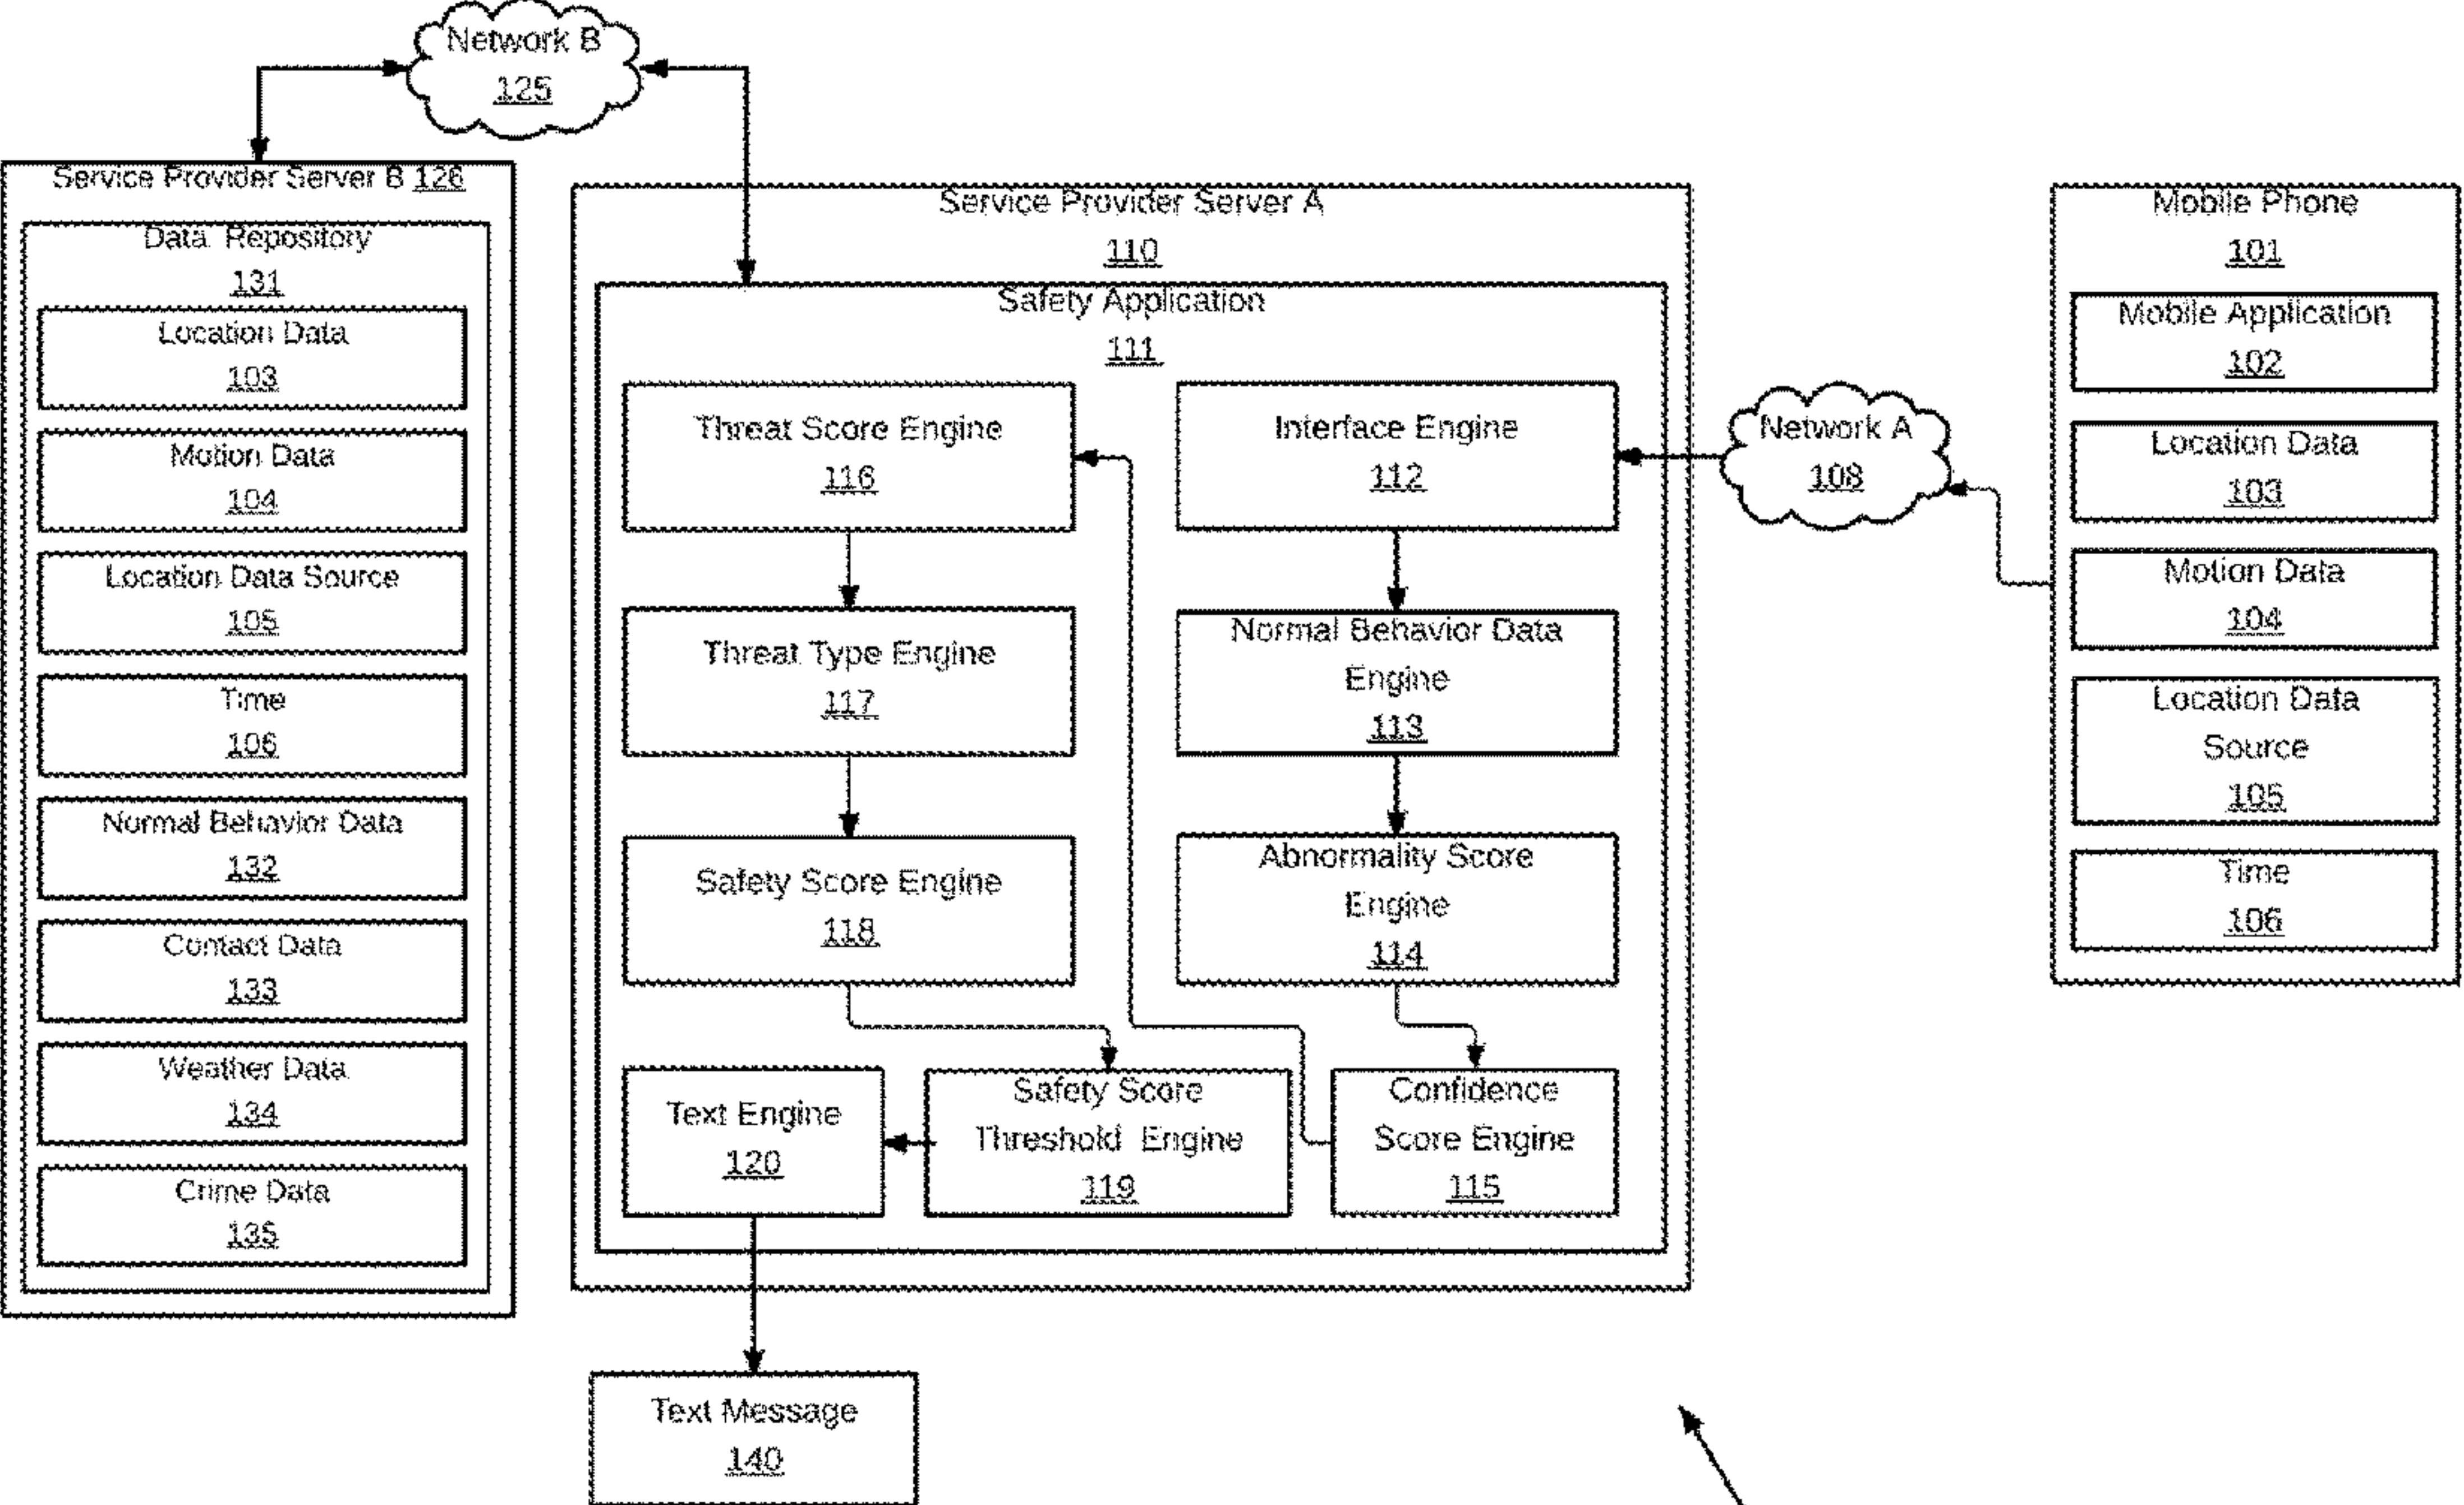 Network B
125
Service Provider Server B 126
Data Repository
131
Location Data
103
Motion Data
104
Location Data Source
105
Time
106
Normal Behavior Data
132
Contact Data
133
Weather Data
134
Crime Data
135
Service Provider Server A
110
Safety Application
111
Threat Score Engine
116
Threat Type Engine
117
Safety Score Engine
118
Text Engine
120
Safety Score
Threshold Engine
119
Interface Engine
112
Normal Behavior Data
Engine
113
Abnormality Score
Engine
114
Confidence
Score Engine
115
Text Message
140
Network A
108
Mobile Phone
101
Mobile Application
102
Location Data
103
Motion Data
104
Location Data
Source
105
Time
106